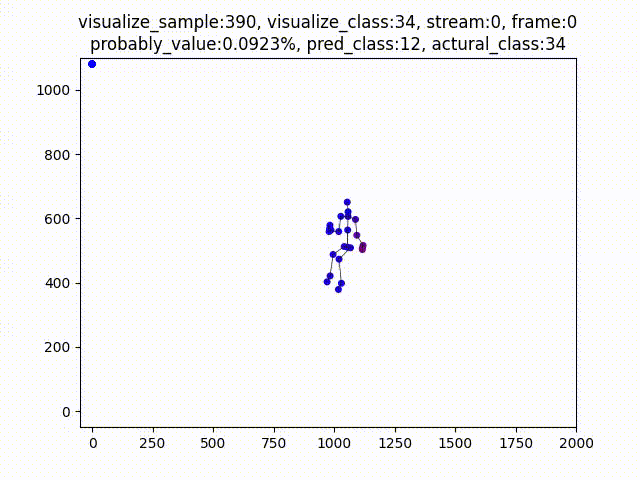 visualize_sample:390, visualize_class:34, stream:0, frame:0
probably_value:0.0923%, pred_class:12, actural_class:34
1000
800
600
400
200
0
0 250 500 750 1000 1250 1500 1750 2000